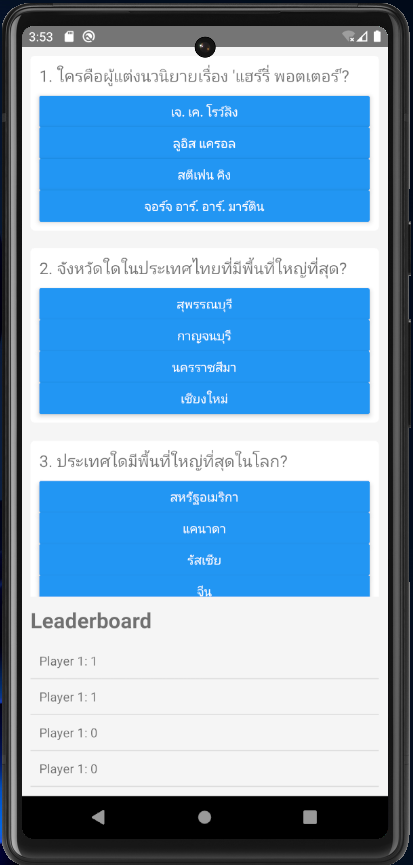 3:53
1. ใครคือผู้แต่งนวนิยายเรื่อง 'แฮร์รี่ พอตเตอร์'?
เจ. เค. โรว์ลิง
ลูอิส แครอล
สตีเฟน คิง
จอร์จ อาร์. อาร์. มาร์ติน
2. จังหวัดใดในประเทศไทยที่มีพื้นที่ใหญ่ที่สุด?
สุพรรณบุรี
กาญจนบุรี
นครราชสีมา
เชียงใหม่
3. ประเทศใดมีพื้นที่ใหญ่ที่สุดในโลก?
สหรัฐอเมริกา
แคนาดา
รัสเซีย
จีน
Leaderboard
Player 1: 1
Player 1: 1
Player 1: 0
Player 1: 0